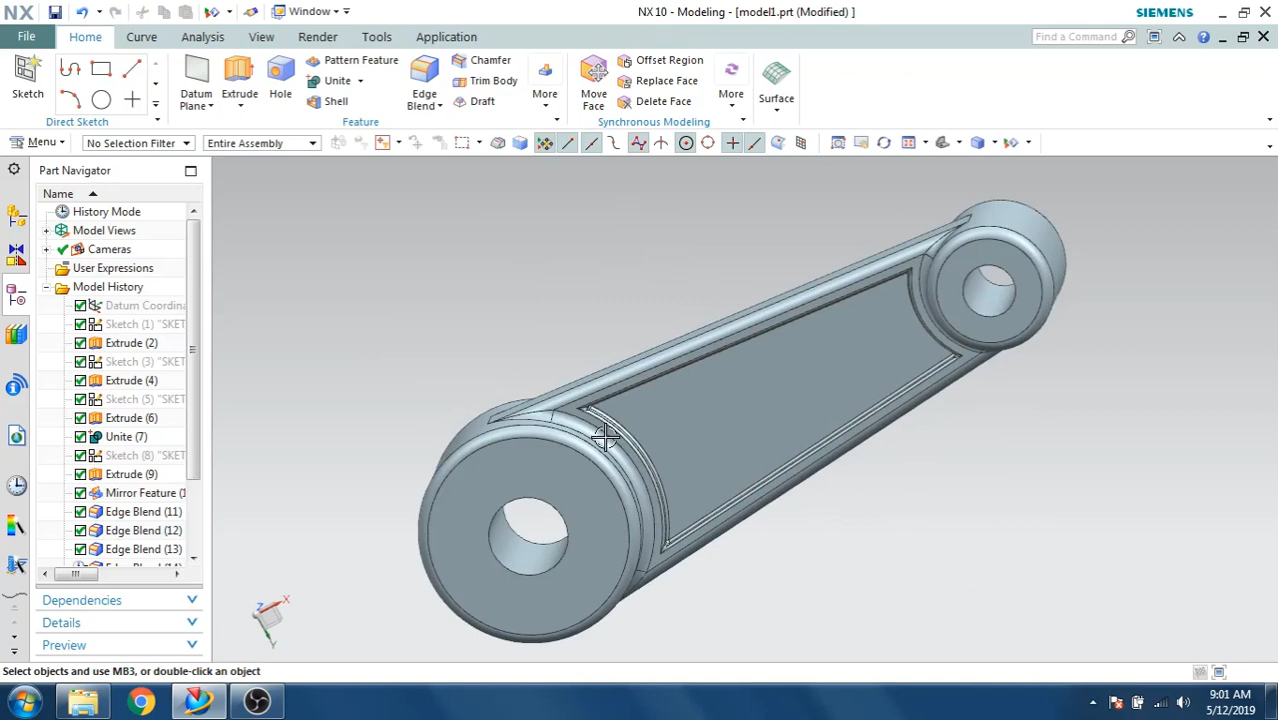 NX
Window
NX 10 - Modeling - [model1.prt (Modified) ]
SIEMENS
File
Home
Curve
Analysis
View
Render
Tools
Application
Find a Command
Sketch
Direct Sketch
Datum
Plane
Extrude
Hole
Pattern Feature
Unite
Shell
Edge
Blend
Chamfer
Trim Body
Draft
More
Feature
Move
Face
Offset Region
Replace Face
Delete Face
More
Synchronous Modeling
Surface
Menu
No Selection Filter
Entire Assembly
Part Navigator
Name
History Mode
Model Views
Cameras
User Expressions
Model History
Datum Coordina
Sketch (1) "SKET
Extrude (2)
Sketch (3) "SKET
Extrude (4)
Sketch (5) "SKET
Extrude (6)
Unite (7)
Sketch (8) "SKET
Extrude (9)
Mirror Feature (1
Edge Blend (11)
Edge Blend (12)
Edge Blend (13)
Dependencies
Details
Preview
Z
X
Y
Select objects and use MB3, or double-click an object
9:01 AM
5/12/2019